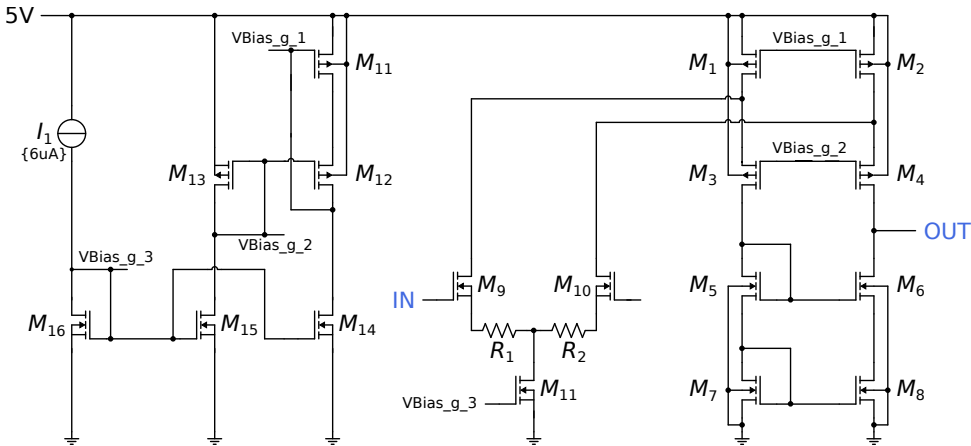 5V
VBias_g_1
M11
VBias_g_1
M1
M2
I1
{6uA}
M13
M12
VBias_g_2
M3
M4
VBias_g_2
OUT
VBias_g_3
M9
M10
M5
M6
IN
M16
M15
M14
R1
R2
M11
VBias_g_3
M7
M8